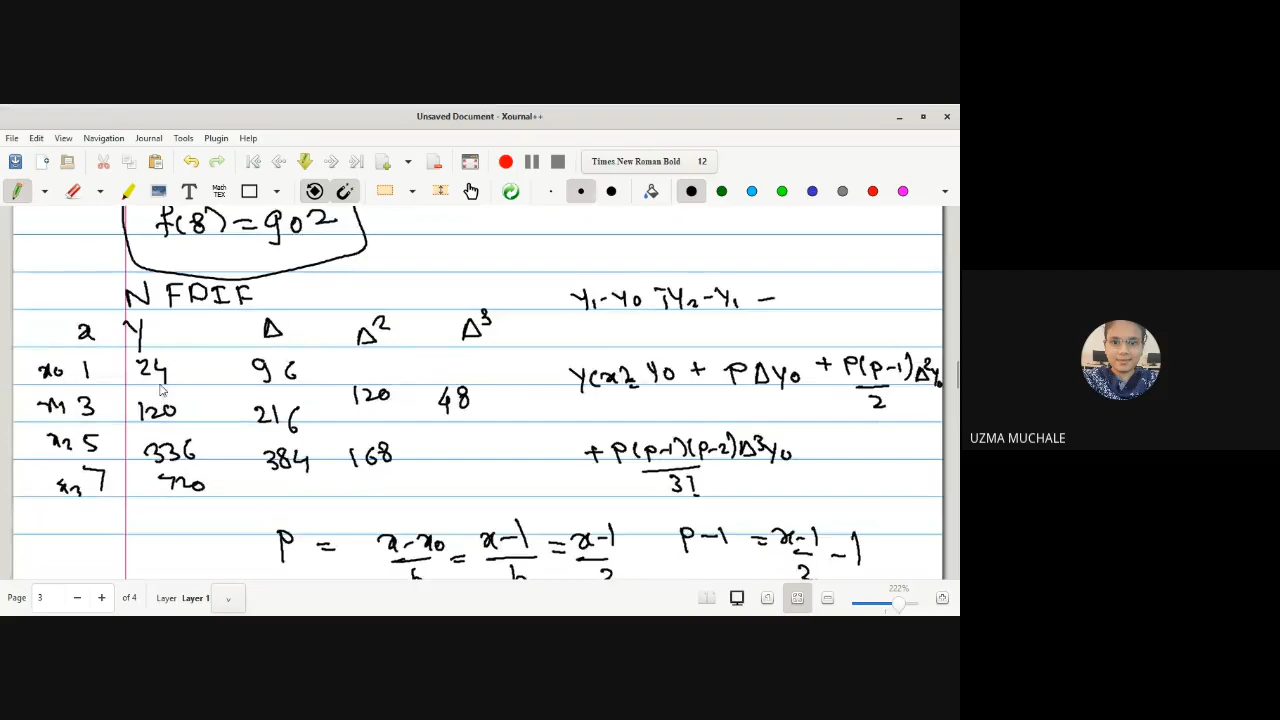 Unsaved Document - Xournal++
File Edit View Navigation Journal Tools Plugin Help
Times New Roman Bold 12
Math TEX
f(8) = 902
N FDIF
y₁-y₀ y₂-y₁ -
x y Δ Δ² Δ³
x₀ 1 24 96
y(x) = y₀ + pΔy₀ + p(p-1)Δ²y₀ / 2
120 48
x₁ 3 120 216
x₂ 5 336 384 168
+ p(p-1)(p-2)Δ³y₀ / 3!
x₃ 7 720
p = x-x₀/h = x-1/h = x-1/2 p-1 = x-1/2 - 1
UZMA MUCHALE
Page 3 of 4 Layer Layer 1 222%